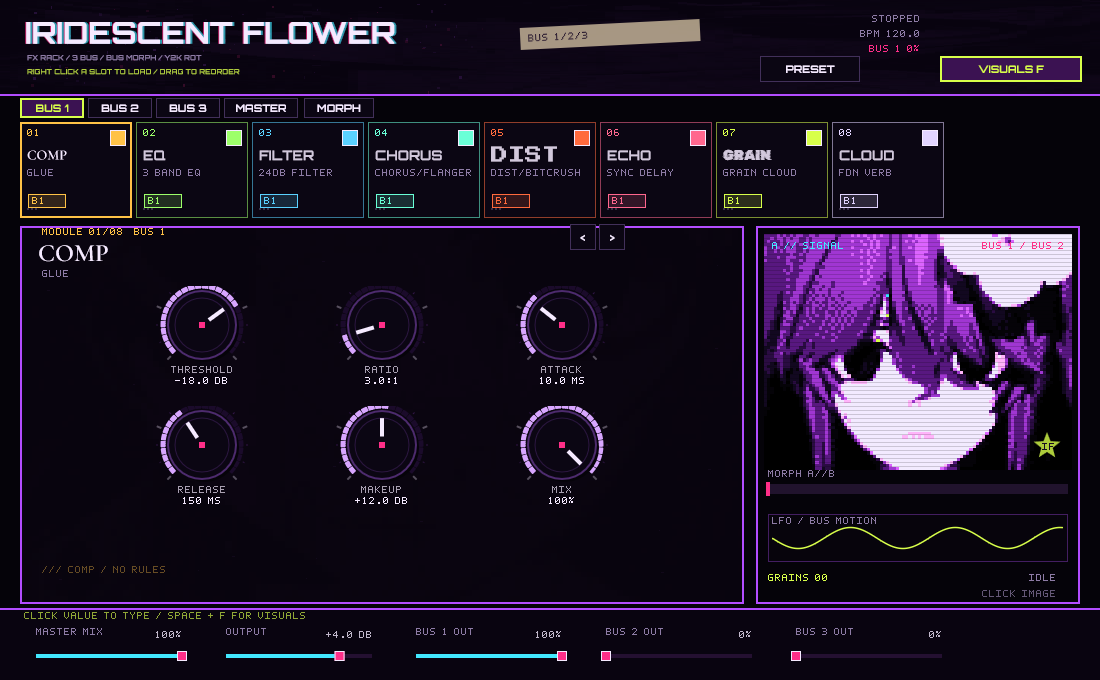 IRIDESCENT FLOWER
FX RACK / 3 BUS / BUS MORPH / Y2K ROT
RIGHT CLICK A SLOT TO LOAD / DRAG TO REORDER
BUS 1/2/3
STOPPED
BPM 120.0
BUS 1 0%
PRESET
VISUALS F
BUS 1 BUS 2 BUS 3 MASTER MORPH
01 02 03 04 05 06 07 08
COMP EQ FILTER CHORUS DIST ECHO GRAIN CLOUD
GLUE 3 BAND EQ 24DB FILTER CHORUS/FLANGER DIST/BITCRUSH SYNC DELAY GRAIN CLOUD FDN VERB
B1 B1 B1 B1 B1 B1 B1 B1
MODULE 01/08 BUS 1
< >
COMP
GLUE
THRESHOLD RATIO ATTACK
-18.0 DB 3.0:1 10.0 MS
RELEASE MAKEUP MIX
150 MS +12.0 DB 100%
/// COMP / NO RULES
A // SIGNAL BUS 1 / BUS 2
IF
MORPH A//B
LFO / BUS MOTION
GRAINS 00 IDLE
CLICK IMAGE
CLICK VALUE TO TYPE / SPACE + F FOR VISUALS
MASTER MIX 100% OUTPUT +4.0 DB BUS 1 OUT 100% BUS 2 OUT 0% BUS 3 OUT 0%